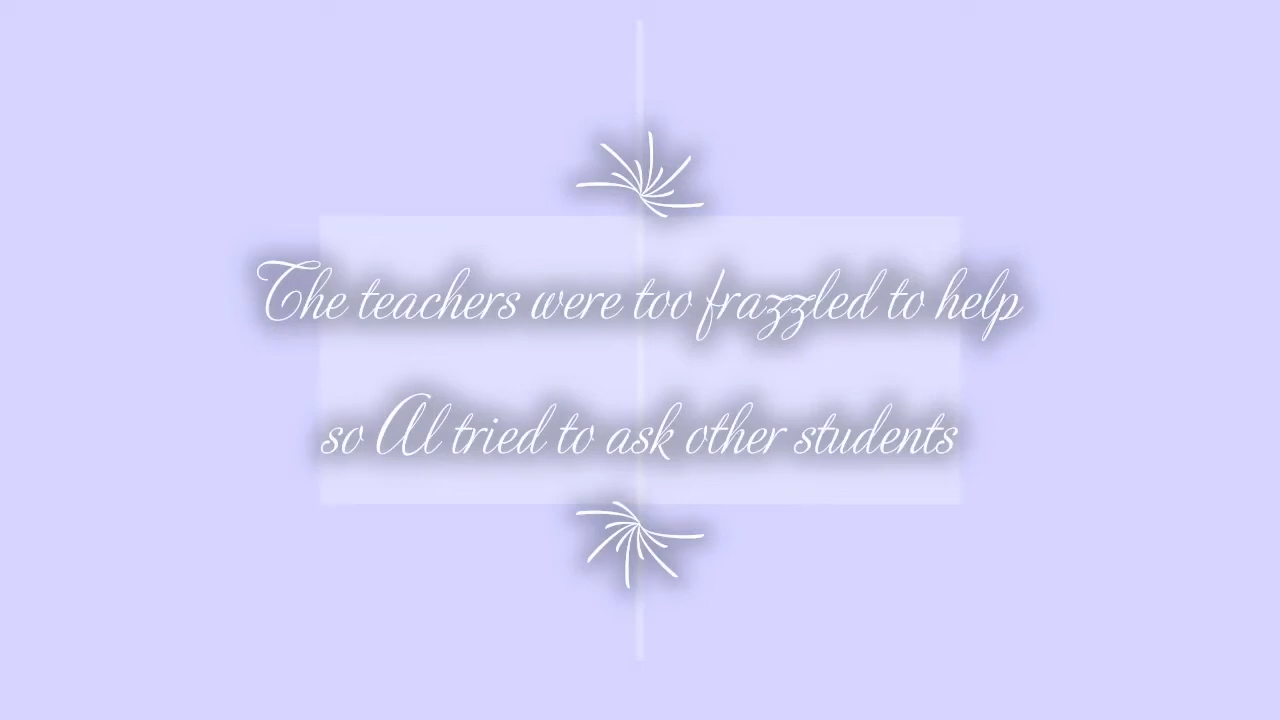 The teachers were too frazzled to help
so Al tried to ask other students